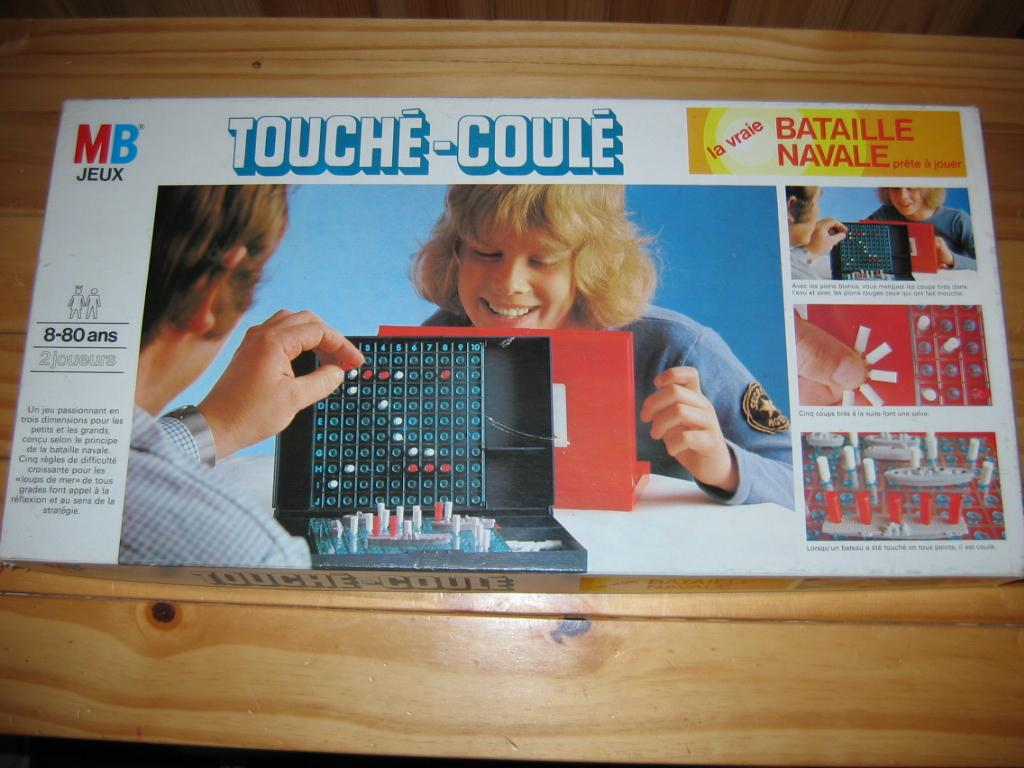 MB®
JEUX
TOUCHÉ-COULÉ
la vraie
BATAILLE
NAVALE
prête à jouer
8-80 ans
2 joueurs
Un jeu passionnant en
trois dimensions pour les
petits et les grands,
conçu selon le principe
de la bataille navale.
Cinq règles de difficulté
croissante pour les
«loups de mer» de tous
grades font appel à la
réflexion et au sens de la
stratégie.
3 4 5 6 7 8 9 10
D
E
F
G
H
I
J
Avec les pions blancs, vous marquez les coups tirés dans
l'eau et avec les pions rouges ceux qui ont fait mouche.
Cinq coups tirés à la suite font une salve.
Lorsqu'un bateau a été touché en tous points, il est coulé.
TOUCHÉ-COULÉ
BATAILLE
NAVALE